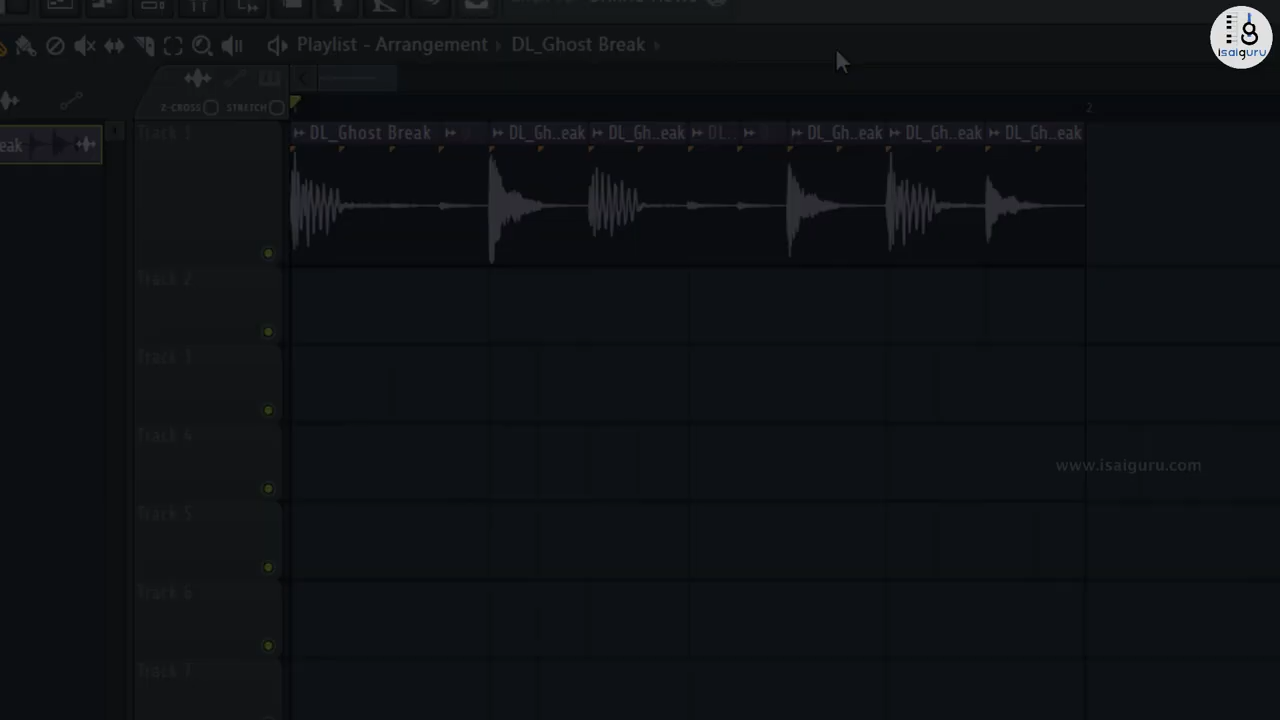 isaiguru
Playlist - Arrangement › DL_Ghost Break ›
Z-CROSS STRETCH
2
eak
Track 1
DL_Ghost Break DL_Gh..eak DL_Gh..eak DL.. DL_Gh..eak DL_Gh..eak DL_Gh..eak
Track 2
Track 3
Track 4
www.isaiguru.com
Track 5
Track 6
Track 7